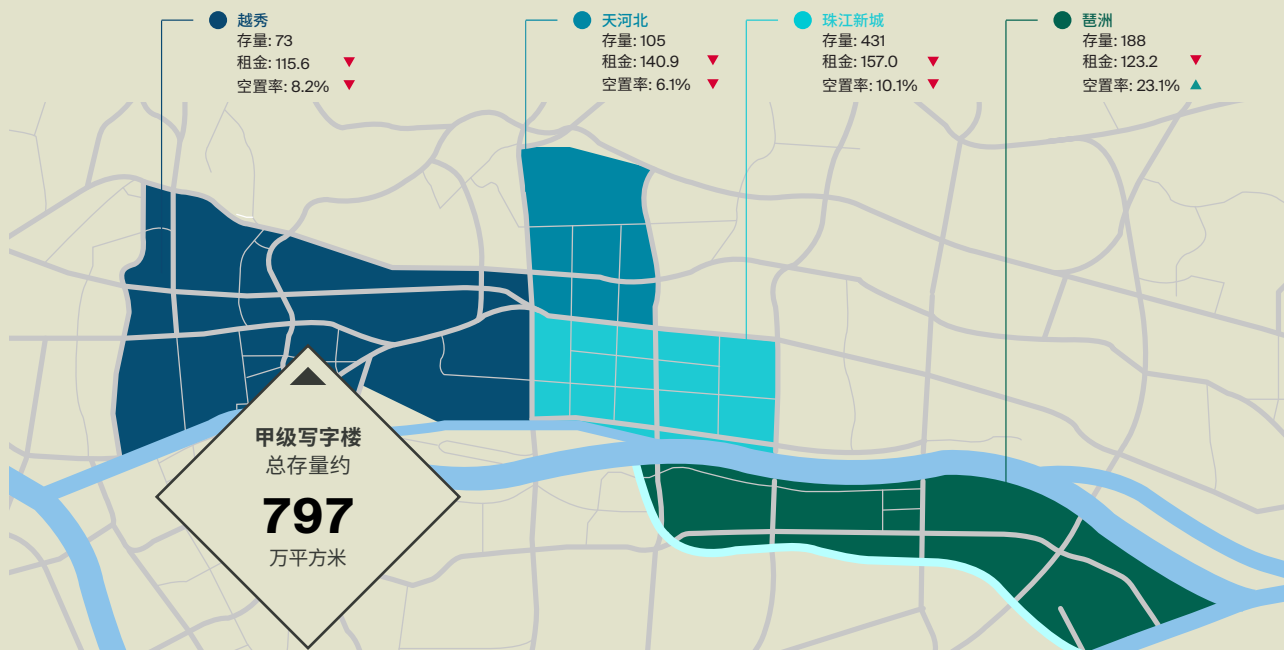 越秀
存量: 73
租金: 115.6
空置率: 8.2%
天河北
存量: 105
租金: 140.9
空置率: 6.1%
珠江新城
存量: 431
租金: 157.0
空置率: 10.1%
琶洲
存量: 188
租金: 123.2
空置率: 23.1%
甲级写字楼
总存量约
797
万平方米